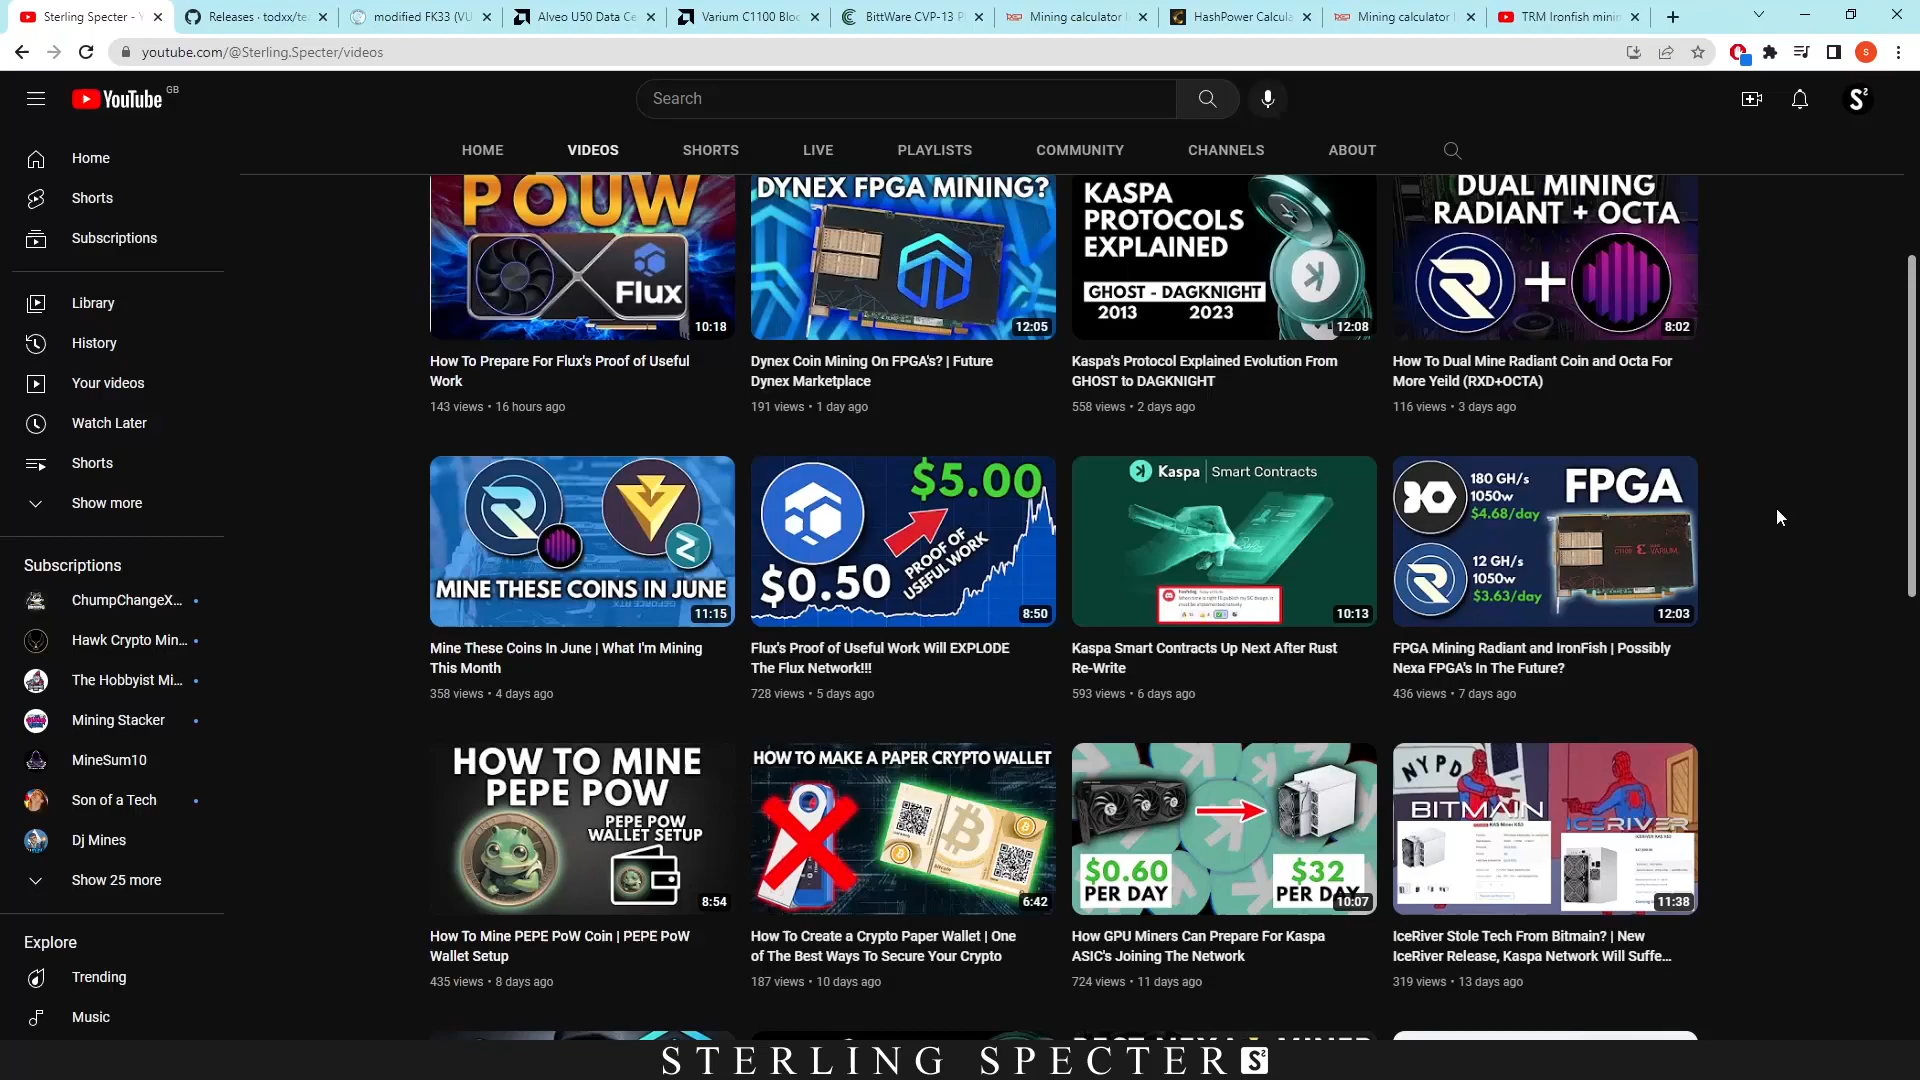 Sterling Specter - Y
Releases · todxx/te
modified FK33 (VU
Alveo U50 Data Ce
Varium C1100 Bloc
BittWare CVP-13 P
Mining calculator
HashPower Calcula
Mining calculator
TRM Ironfish minin
youtube.com/@Sterling.Specter/videos
YouTube GB
Search
HOME
VIDEOS
SHORTS
LIVE
PLAYLISTS
COMMUNITY
CHANNELS
ABOUT
Home
Shorts
Subscriptions
Library
History
Your videos
Watch Later
Shorts
Show more
Subscriptions
ChumpChangeX...
Hawk Crypto Min...
The Hobbyist Mi...
Mining Stacker
MineSum10
Son of a Tech
Dj Mines
Show 25 more
Explore
Trending
Music
POUW
Flux
10:18
How To Prepare For Flux's Proof of Useful
Work
143 views • 16 hours ago
DYNEX FPGA MINING?
12:05
Dynex Coin Mining On FPGA's? | Future
Dynex Marketplace
191 views • 1 day ago
KASPA
PROTOCOLS
EXPLAINED
GHOST - DAGKNIGHT
2013 2023
12:08
Kaspa's Protocol Explained Evolution From
GHOST to DAGKNIGHT
558 views • 2 days ago
DUAL MINING
RADIANT + OCTA
8:02
How To Dual Mine Radiant Coin and Octa For
More Yeild (RXD+OCTA)
116 views • 3 days ago
MINE THESE COINS IN JUNE
11:15
Mine These Coins In June | What I'm Mining
This Month
358 views • 4 days ago
$5.00
$0.50
PROOF OF
USEFUL WORK
8:50
Flux's Proof of Useful Work Will EXPLODE
The Flux Network!!!
728 views • 5 days ago
Kaspa | Smart Contracts
10:13
Kaspa Smart Contracts Up Next After Rust
Re-Write
593 views • 6 days ago
180 GH/s
1050w
$4.68/day
FPGA
12 GH/s
1050w
$3.63/day
12:03
FPGA Mining Radiant and IronFish | Possibly
Nexa FPGA's In The Future?
436 views • 7 days ago
HOW TO MINE
PEPE POW
PEPE POW
WALLET SETUP
8:54
How To Mine PEPE PoW Coin | PEPE PoW
Wallet Setup
435 views • 8 days ago
HOW TO MAKE A PAPER CRYPTO WALLET
6:42
How To Create a Crypto Paper Wallet | One
of The Best Ways To Secure Your Crypto
187 views • 10 days ago
$0.60
PER DAY
$32
PER DAY
10:07
How GPU Miners Can Prepare For Kaspa
ASIC's Joining The Network
724 views • 11 days ago
NYPD
BITMAIN
ICERIVER
11:38
IceRiver Stole Tech From Bitmain? | New
IceRiver Release, Kaspa Network Will Suffe...
319 views • 13 days ago
STERLING SPECTER S²